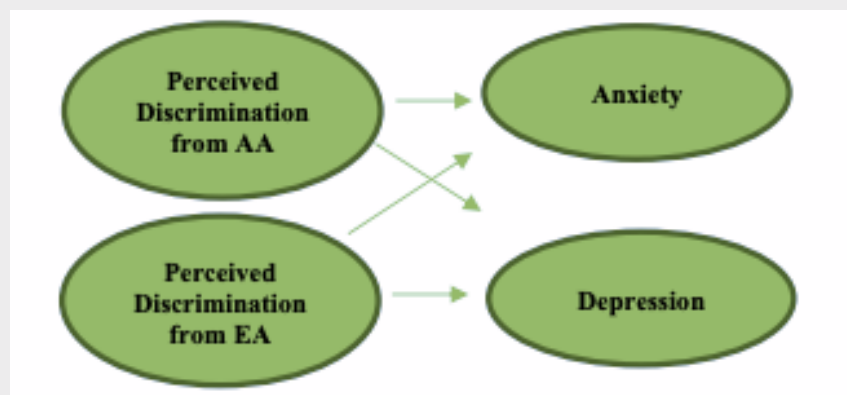 Perceived
Discrimination
from AA
Anxiety
Perceived
Discrimination
from EA
Depression